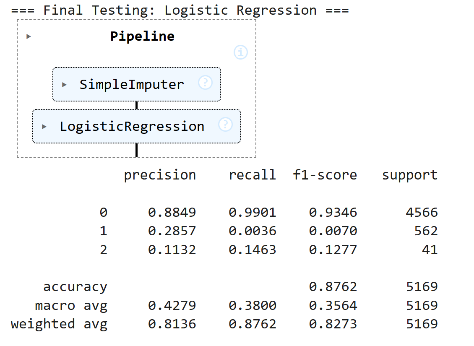 === Final Testing: Logistic Regression ===
▸ Pipeline
i
▸ SimpleImputer ?
▸ LogisticRegression ?
precision recall f1-score support
0 0.8849 0.9901 0.9346 4566
1 0.2857 0.0036 0.0070 562
2 0.1132 0.1463 0.1277 41
accuracy 0.8762 5169
macro avg 0.4279 0.3800 0.3564 5169
weighted avg 0.8136 0.8762 0.8273 5169